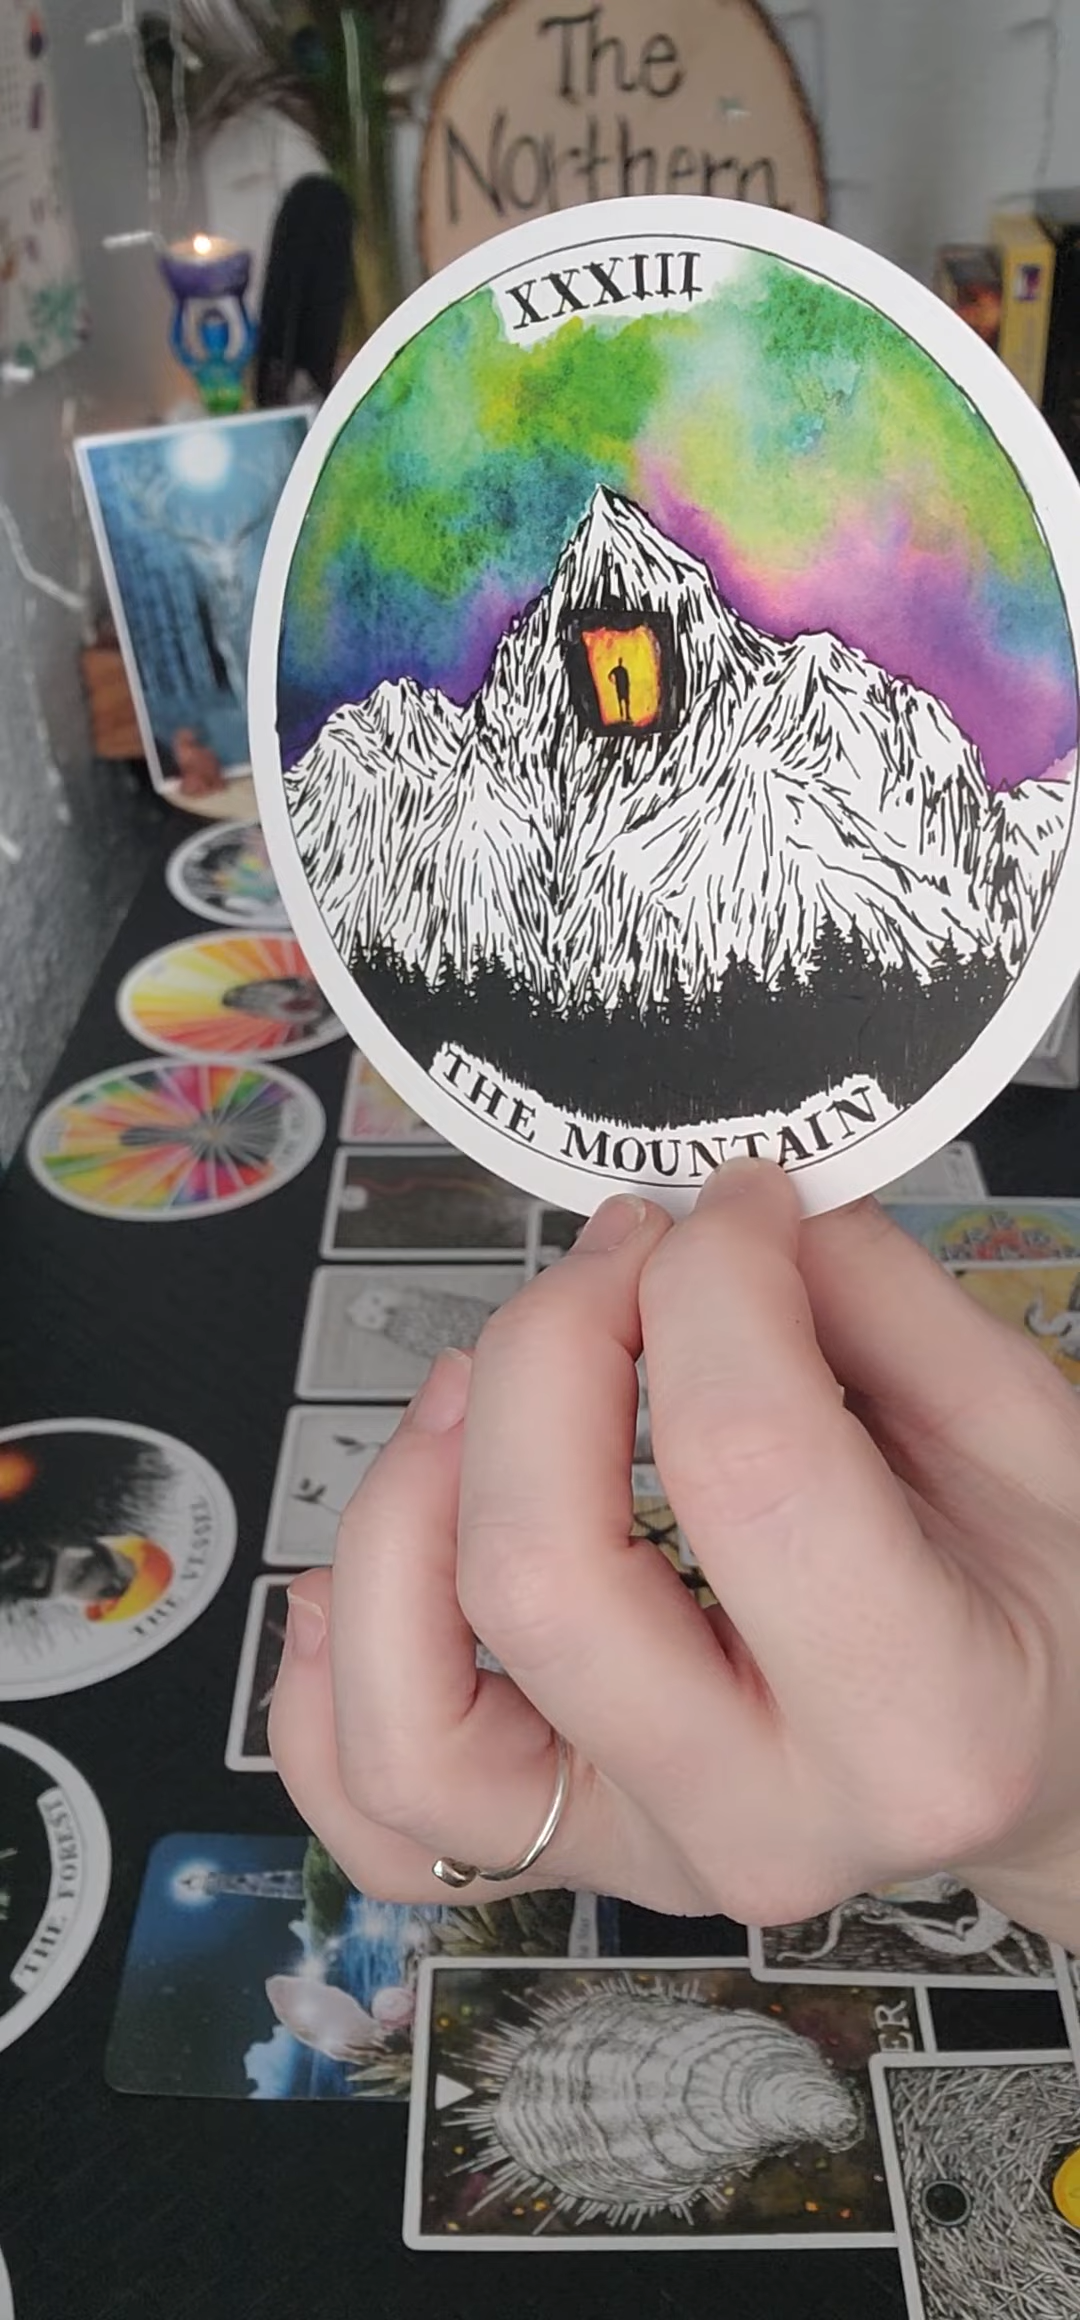 The
Northern
XXXIII
THE MOUNTAIN
THE VESSEL
THE FOREST
ER